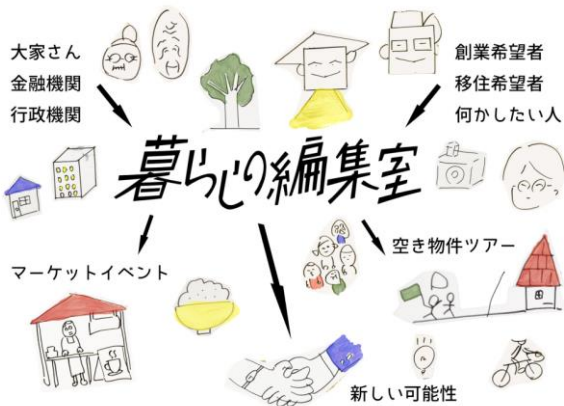 大家さん
金融機関
行政機関
創業希望者
移住希望者
何かしたい人
暮らしの編集室
マーケットイベント
空き物件ツアー
新しい可能性